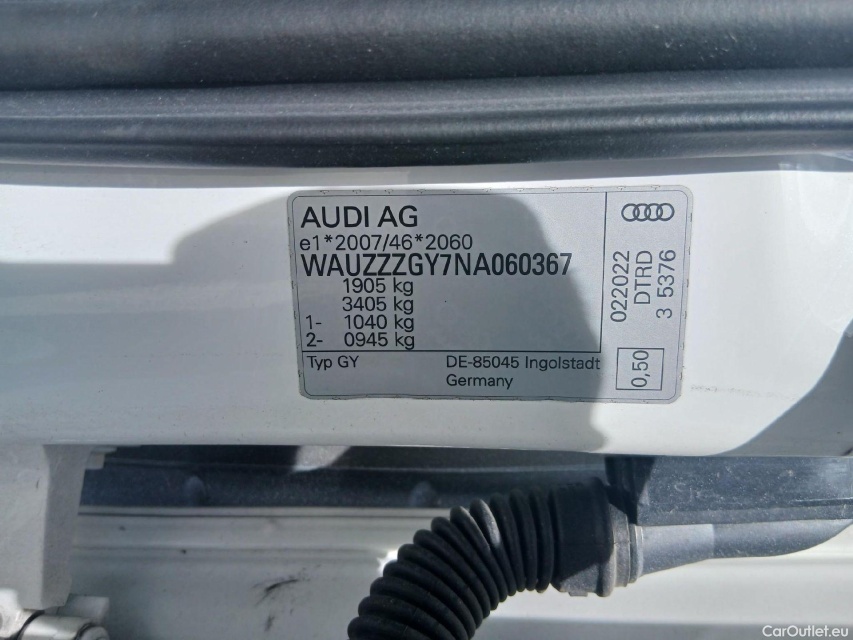 AUDI AG
e1*2007/46*2060
WAUZZZGY7NA060367
1905 kg
3405 kg
1- 1040 kg
2- 0945 kg
Typ GY
DE-85045 Ingolstadt
Germany
022022
DTRD
3 5376
0,50
CarOutlet.eu